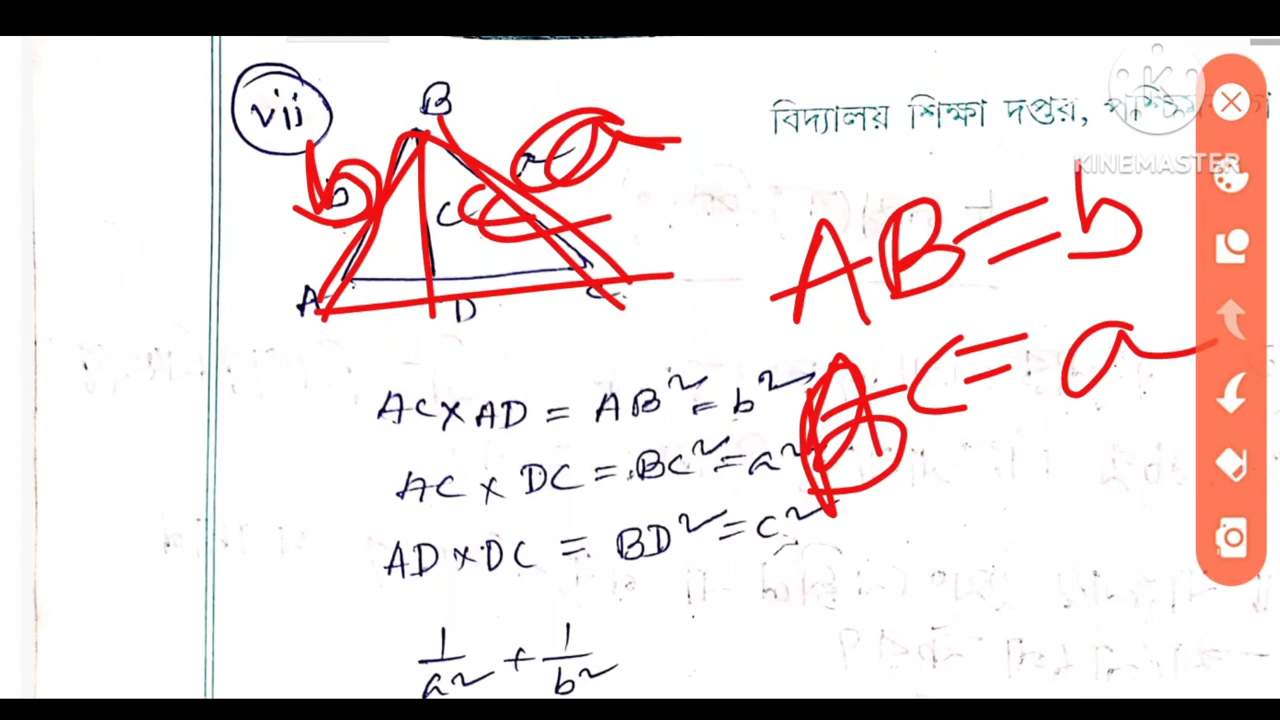 vii
B
বিদ্যালয় শিক্ষা দপ্তর,
KINEMASTER
b
a
C
A
D
C
AB = b
BC = a
AC × AD = AB² = b²
AC × DC = BC² = a²
AD × DC = BD² = c²
1/a² + 1/b²